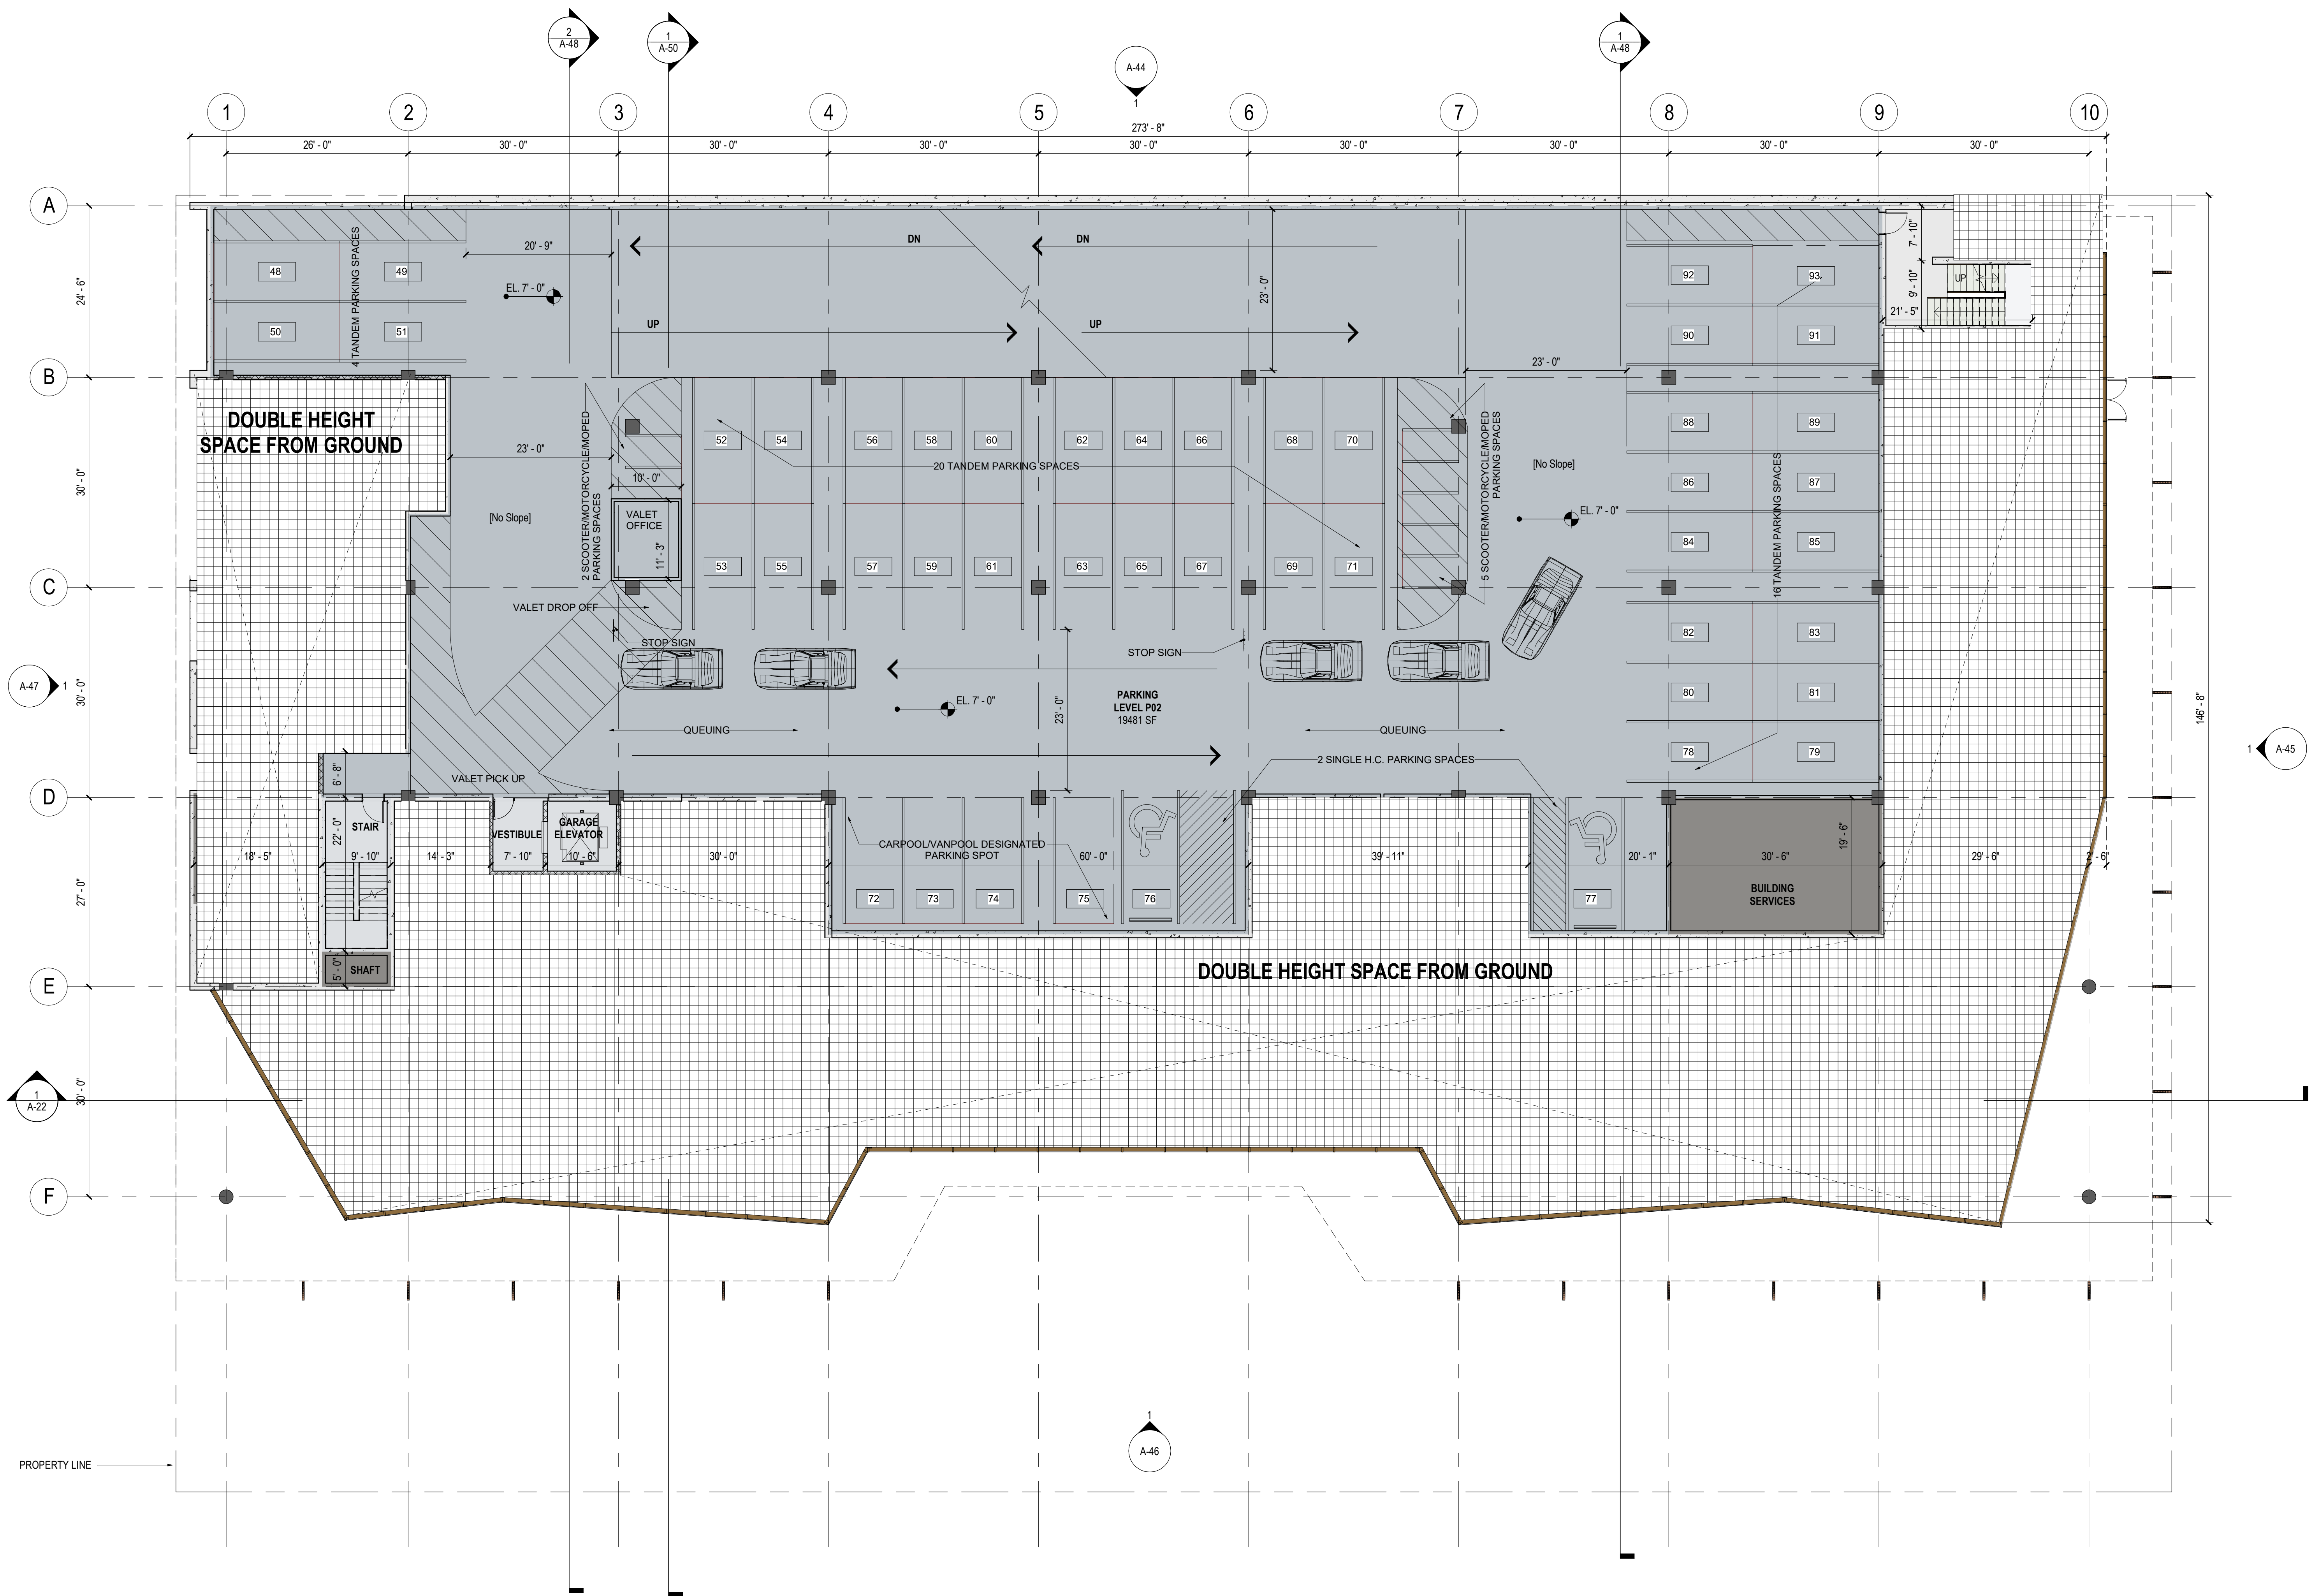 2
A-48
1
A-50
1
A-48
A-44
1
1
2
3
4
5
6
7
8
9
10
273' - 8"
26' - 0"
30' - 0"
30' - 0"
30' - 0"
30' - 0"
30' - 0"
30' - 0"
30' - 0"
30' - 0"
A
B
C
D
E
F
24' - 6"
30' - 0"
30' - 0"
27' - 0"
30' - 0"
146' - 8"
48
49
50
51
4 TANDEM PARKING SPACES
20' - 9"
EL. 7' - 0"
DN
DN
UP
UP
23' - 0"
92
93
90
91
7' - 10"
9' - 10"
UP
21' - 5"
DOUBLE HEIGHT
SPACE FROM GROUND
23' - 0"
[No Slope]
2 SCOOTER/MOTORCYCLE/MOPED
PARKING SPACES
10' - 0"
VALET
OFFICE
11' - 3"
52
54
56
58
60
62
64
66
68
70
20 TANDEM PARKING SPACES
53
55
57
59
61
63
65
67
69
71
5 SCOOTER/MOTORCYCLE/MOPED
PARKING SPACES
23' - 0"
[No Slope]
EL. 7' - 0"
88
89
86
87
84
85
16 TANDEM PARKING SPACES
82
83
80
81
78
79
VALET DROP OFF
STOP SIGN
STOP SIGN
PARKING
LEVEL P02
19481 SF
EL. 7' - 0"
23' - 0"
QUEUING
QUEUING
2 SINGLE H.C. PARKING SPACES
VALET PICK UP
A-47
1
1
A-45
6' - 8"
STAIR
22' - 0"
VESTIBULE
GARAGE
ELEVATOR
18' - 5"
9' - 10"
14' - 3"
7' - 10"
10' - 6"
30' - 0"
60' - 0"
39' - 11"
20' - 1"
30' - 6"
29' - 6"
2' - 6"
19' - 6"
CARPOOL/VANPOOL DESIGNATED
PARKING SPOT
72
73
74
75
76
77
BUILDING
SERVICES
5' - 0"
SHAFT
DOUBLE HEIGHT SPACE FROM GROUND
1
A-22
1
A-46
PROPERTY LINE